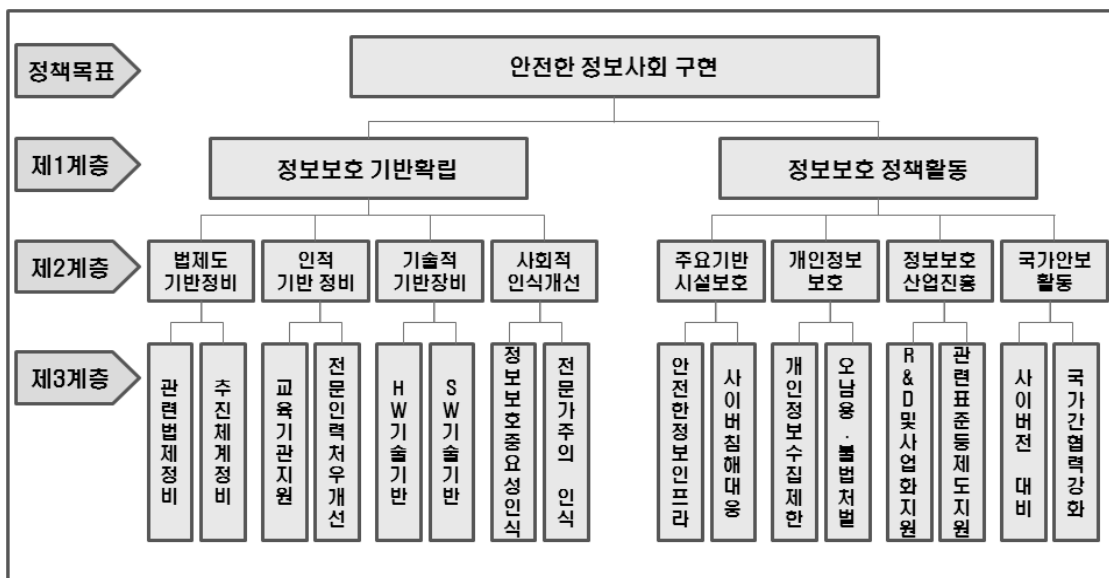 정책목표
안전한 정보사회 구현
제1계층
정보보호 기반확립
정보보호 정책활동
제2계층
법제도
기반정비
인적
기반 정비
기술적
기반장비
사회적
인식개선
주요기반
시설보호
개인정보
보호
정보보호
산업진흥
국가안보
활동
제3계층
관련법제정비
추진체계정비
교육기관지원
전문인력처우개선
HW기술기반
SW기술기반
정보보호중요성인식
전문가주의 인식
안전한정보인프라
사이버침해대응
개인정보수집제한
오남용·불법처벌
R&D및사업화지원
관련표준등제도지원
사이버전 대비
국가간협력강화